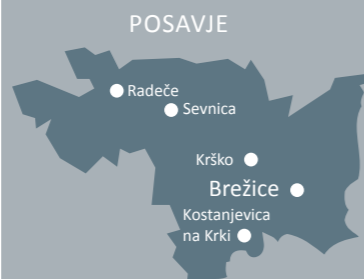 POSAVJE
Radeče
Sevnica
Krško
Brežice
Kostanjevica
na Krki